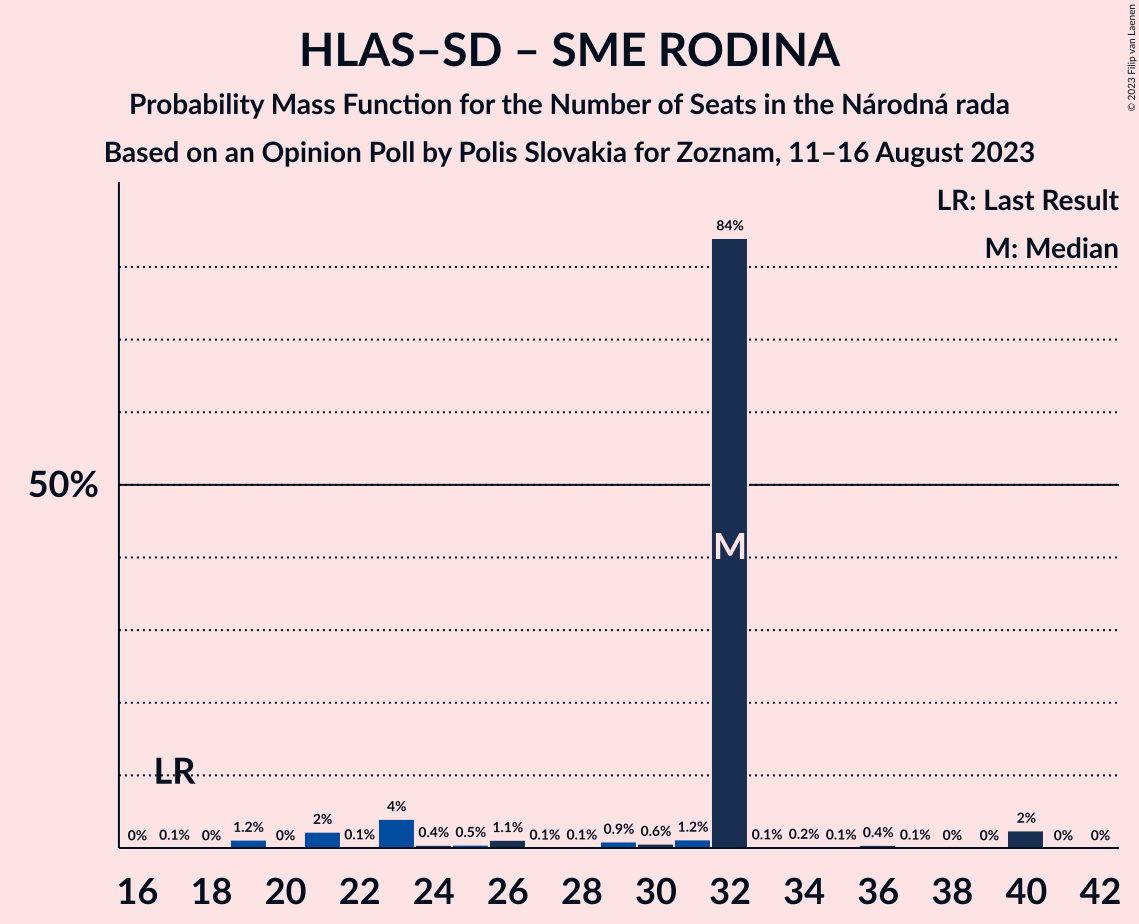 HLAS–SD – SME RODINA
Probability Mass Function for the Number of Seats in the Národná rada
Based on an Opinion Poll by Polis Slovakia for Zoznam, 11–16 August 2023
© 2023 Filip van Laenen
LR: Last Result
M: Median
84%
50%
M
LR
0% 0.1% 0% 1.2% 0% 2% 0.1% 4% 0.4% 0.5% 1.1% 0.1% 0.1% 0.9% 0.6% 1.2% 0.1% 0.2% 0.1% 0.4% 0.1% 0% 0% 2% 0% 0%
16 18 20 22 24 26 28 30 32 34 36 38 40 42